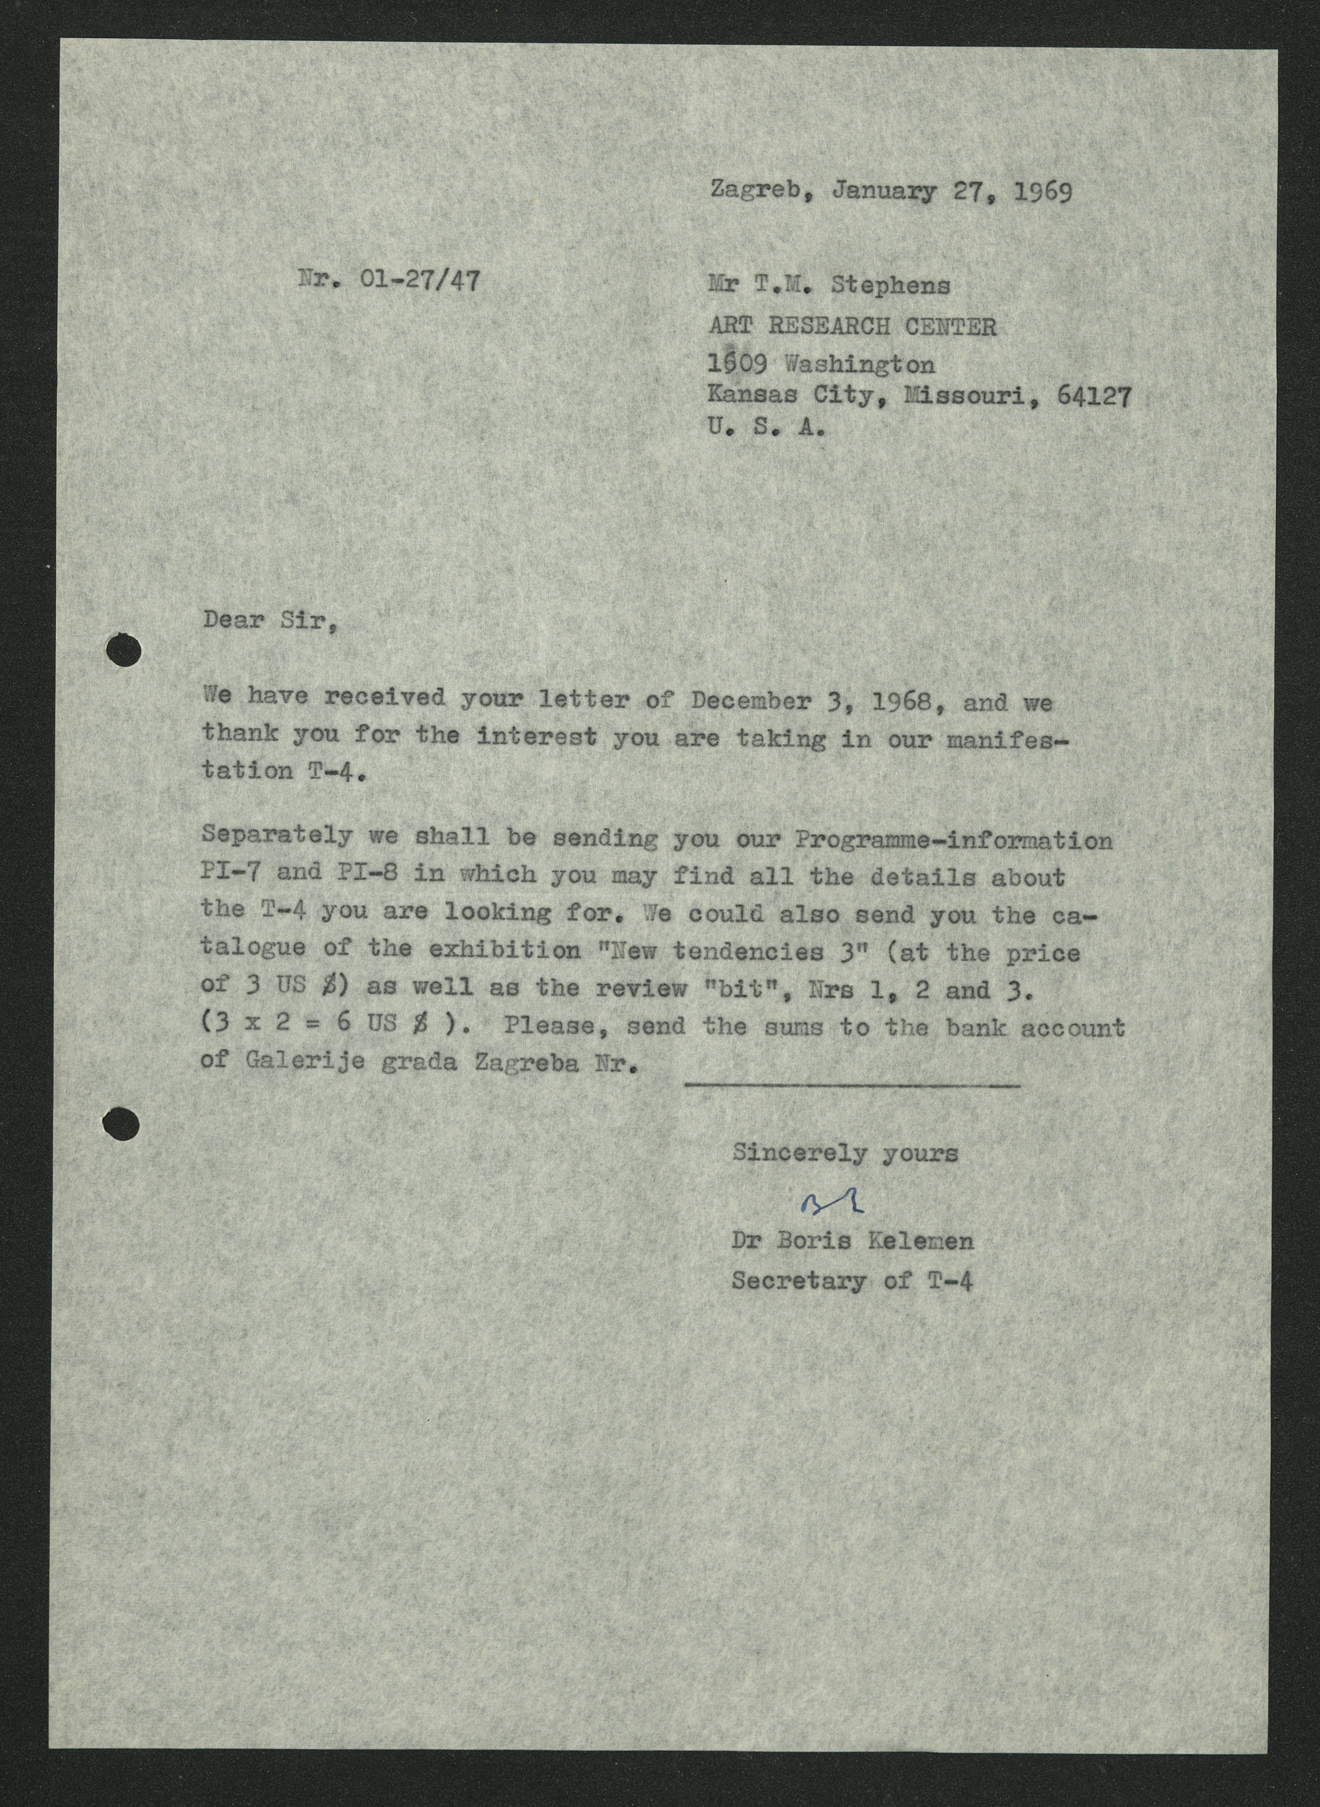 Zagreb, January 27, 1969
Nr. 01-27/47
Mr T.M. Stephens
ART RESEARCH CENTER
1609 Washington
Kansas City, Missouri, 64127
U. S. A.
Dear Sir,
We have received your letter of December 3, 1968, and we
thank you for the interest you are taking in our manifes-
tation T-4.
Separately we shall be sending you our Programme-information
PI-7 and PI-8 in which you may find all the details about
the T-4 you are looking for. We could also send you the ca-
talogue of the exhibition "New tendencies 3" (at the price
of 3 US $) as well as the review "bit", Nrs 1, 2 and 3.
(3 x 2 = 6 US $ ). Please, send the sums to the bank account
of Galerije grada Zagreba Nr.
Sincerely yours
Dr Boris Kelemen
Secretary of T-4